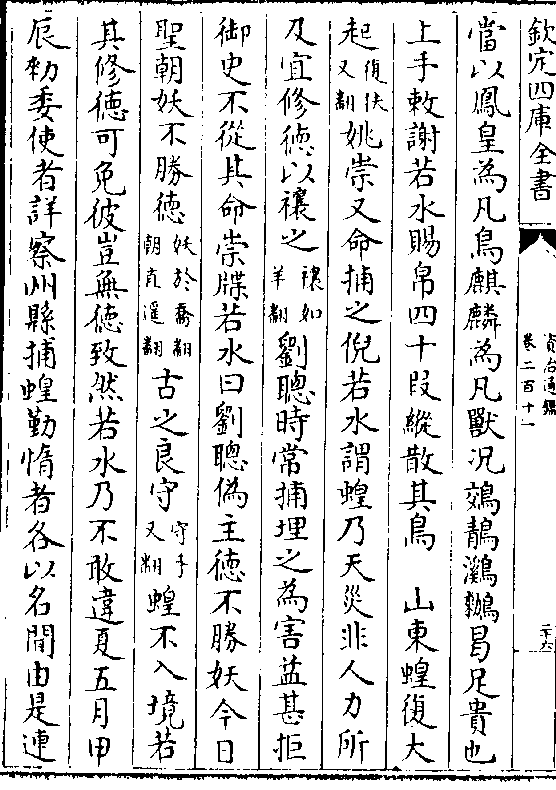 欽定四庫全書
資治通鑑
卷二百十一
二十六
當以鳳皇為凡鳥麒麟為凡獸况鵁鶄鸂鶒曷足貴也
上手敕謝若水賜帛四十叚縱散其鳥　山東蝗復大
起復扶又翻姚崇又命捕之倪若水謂蝗乃天災非人力所
及宜修德以禳之禳如羊翻劉聰時常捕埋之為害益甚拒
御史不從其命崇牒若水曰劉聰偽主德不勝妖今日
聖朝妖不勝德妖於喬翻朝直遥翻古之良守守手又翻蝗不入境若
其修德可免彼豈無德致然若水乃不敢違夏五月甲
辰勑委使者詳察州縣捕蝗勤惰者各以名聞由是連